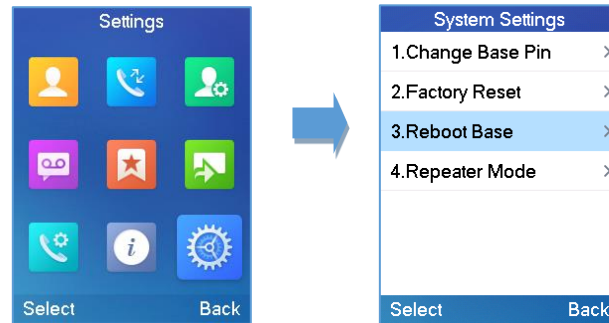 Settings
Select Back
System Settings
1.Change Base Pin
2.Factory Reset
3.Reboot Base
4.Repeater Mode
Select Back